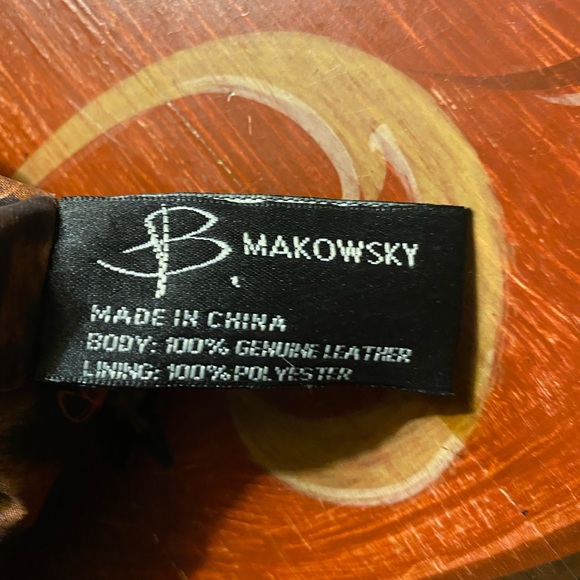 B. MAKOWSKY
MADE IN CHINA
BODY: 100% GENUINE LEATHER
LINING: 100% POLYESTER